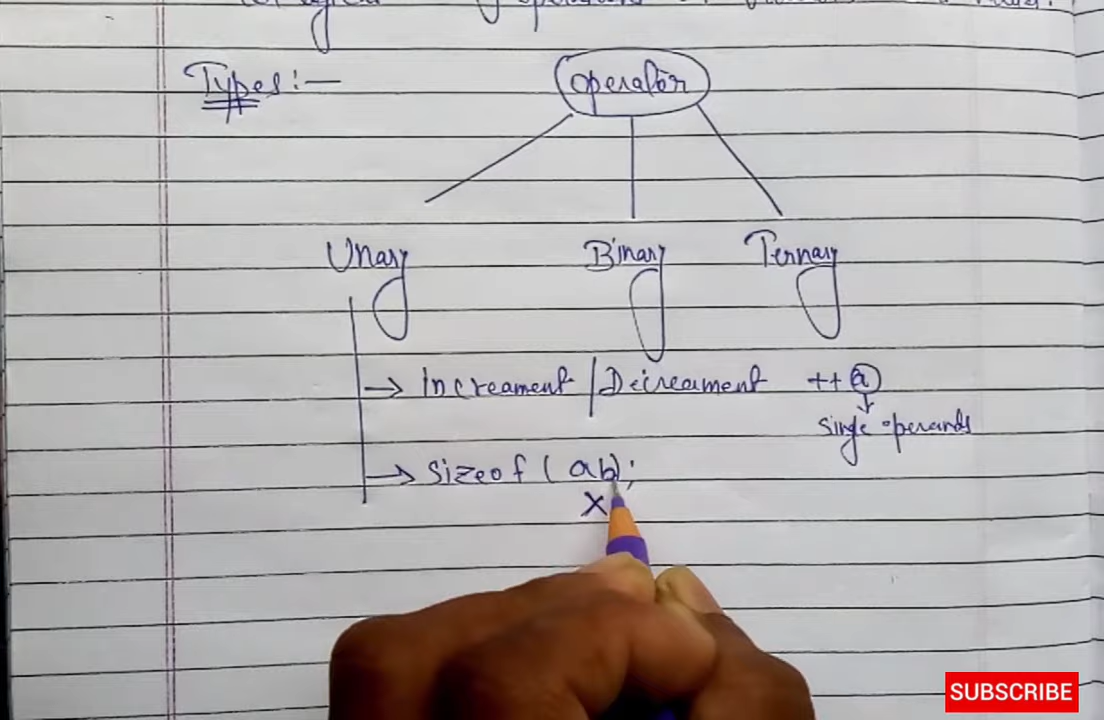 Types:—
Operator
Unary Binary Ternary
→ Increament / Decreament ++a
Single operands
→ Sizeof (ab);
X
SUBSCRIBE